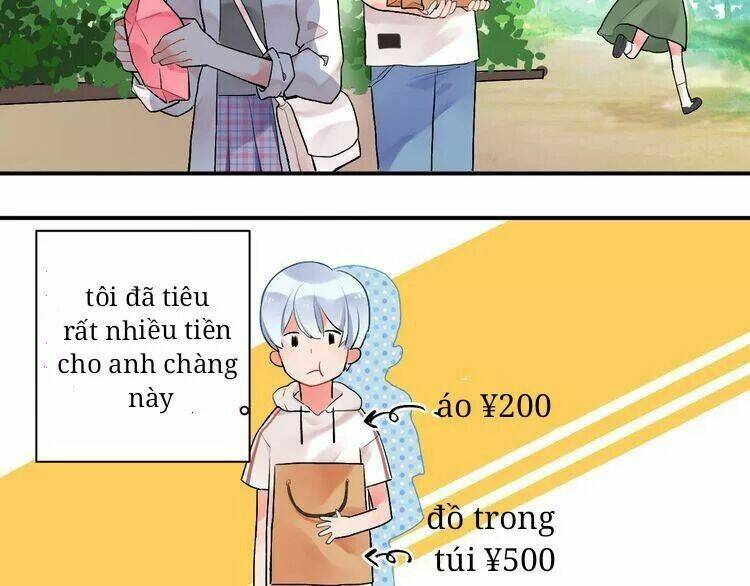 tôi đã tiêu
rất nhiều tiền
cho anh chàng
này
áo ¥200
đồ trong
túi ¥500